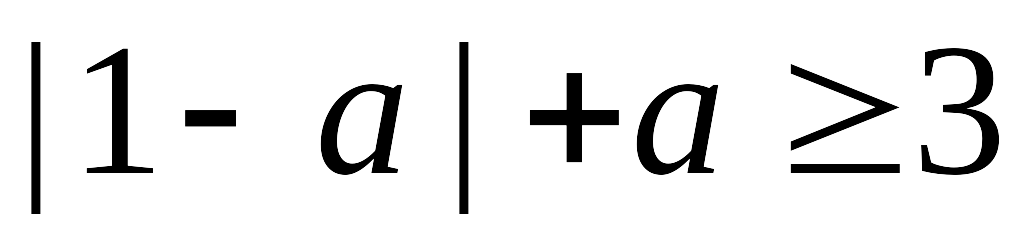 |1- a |+a ≥3